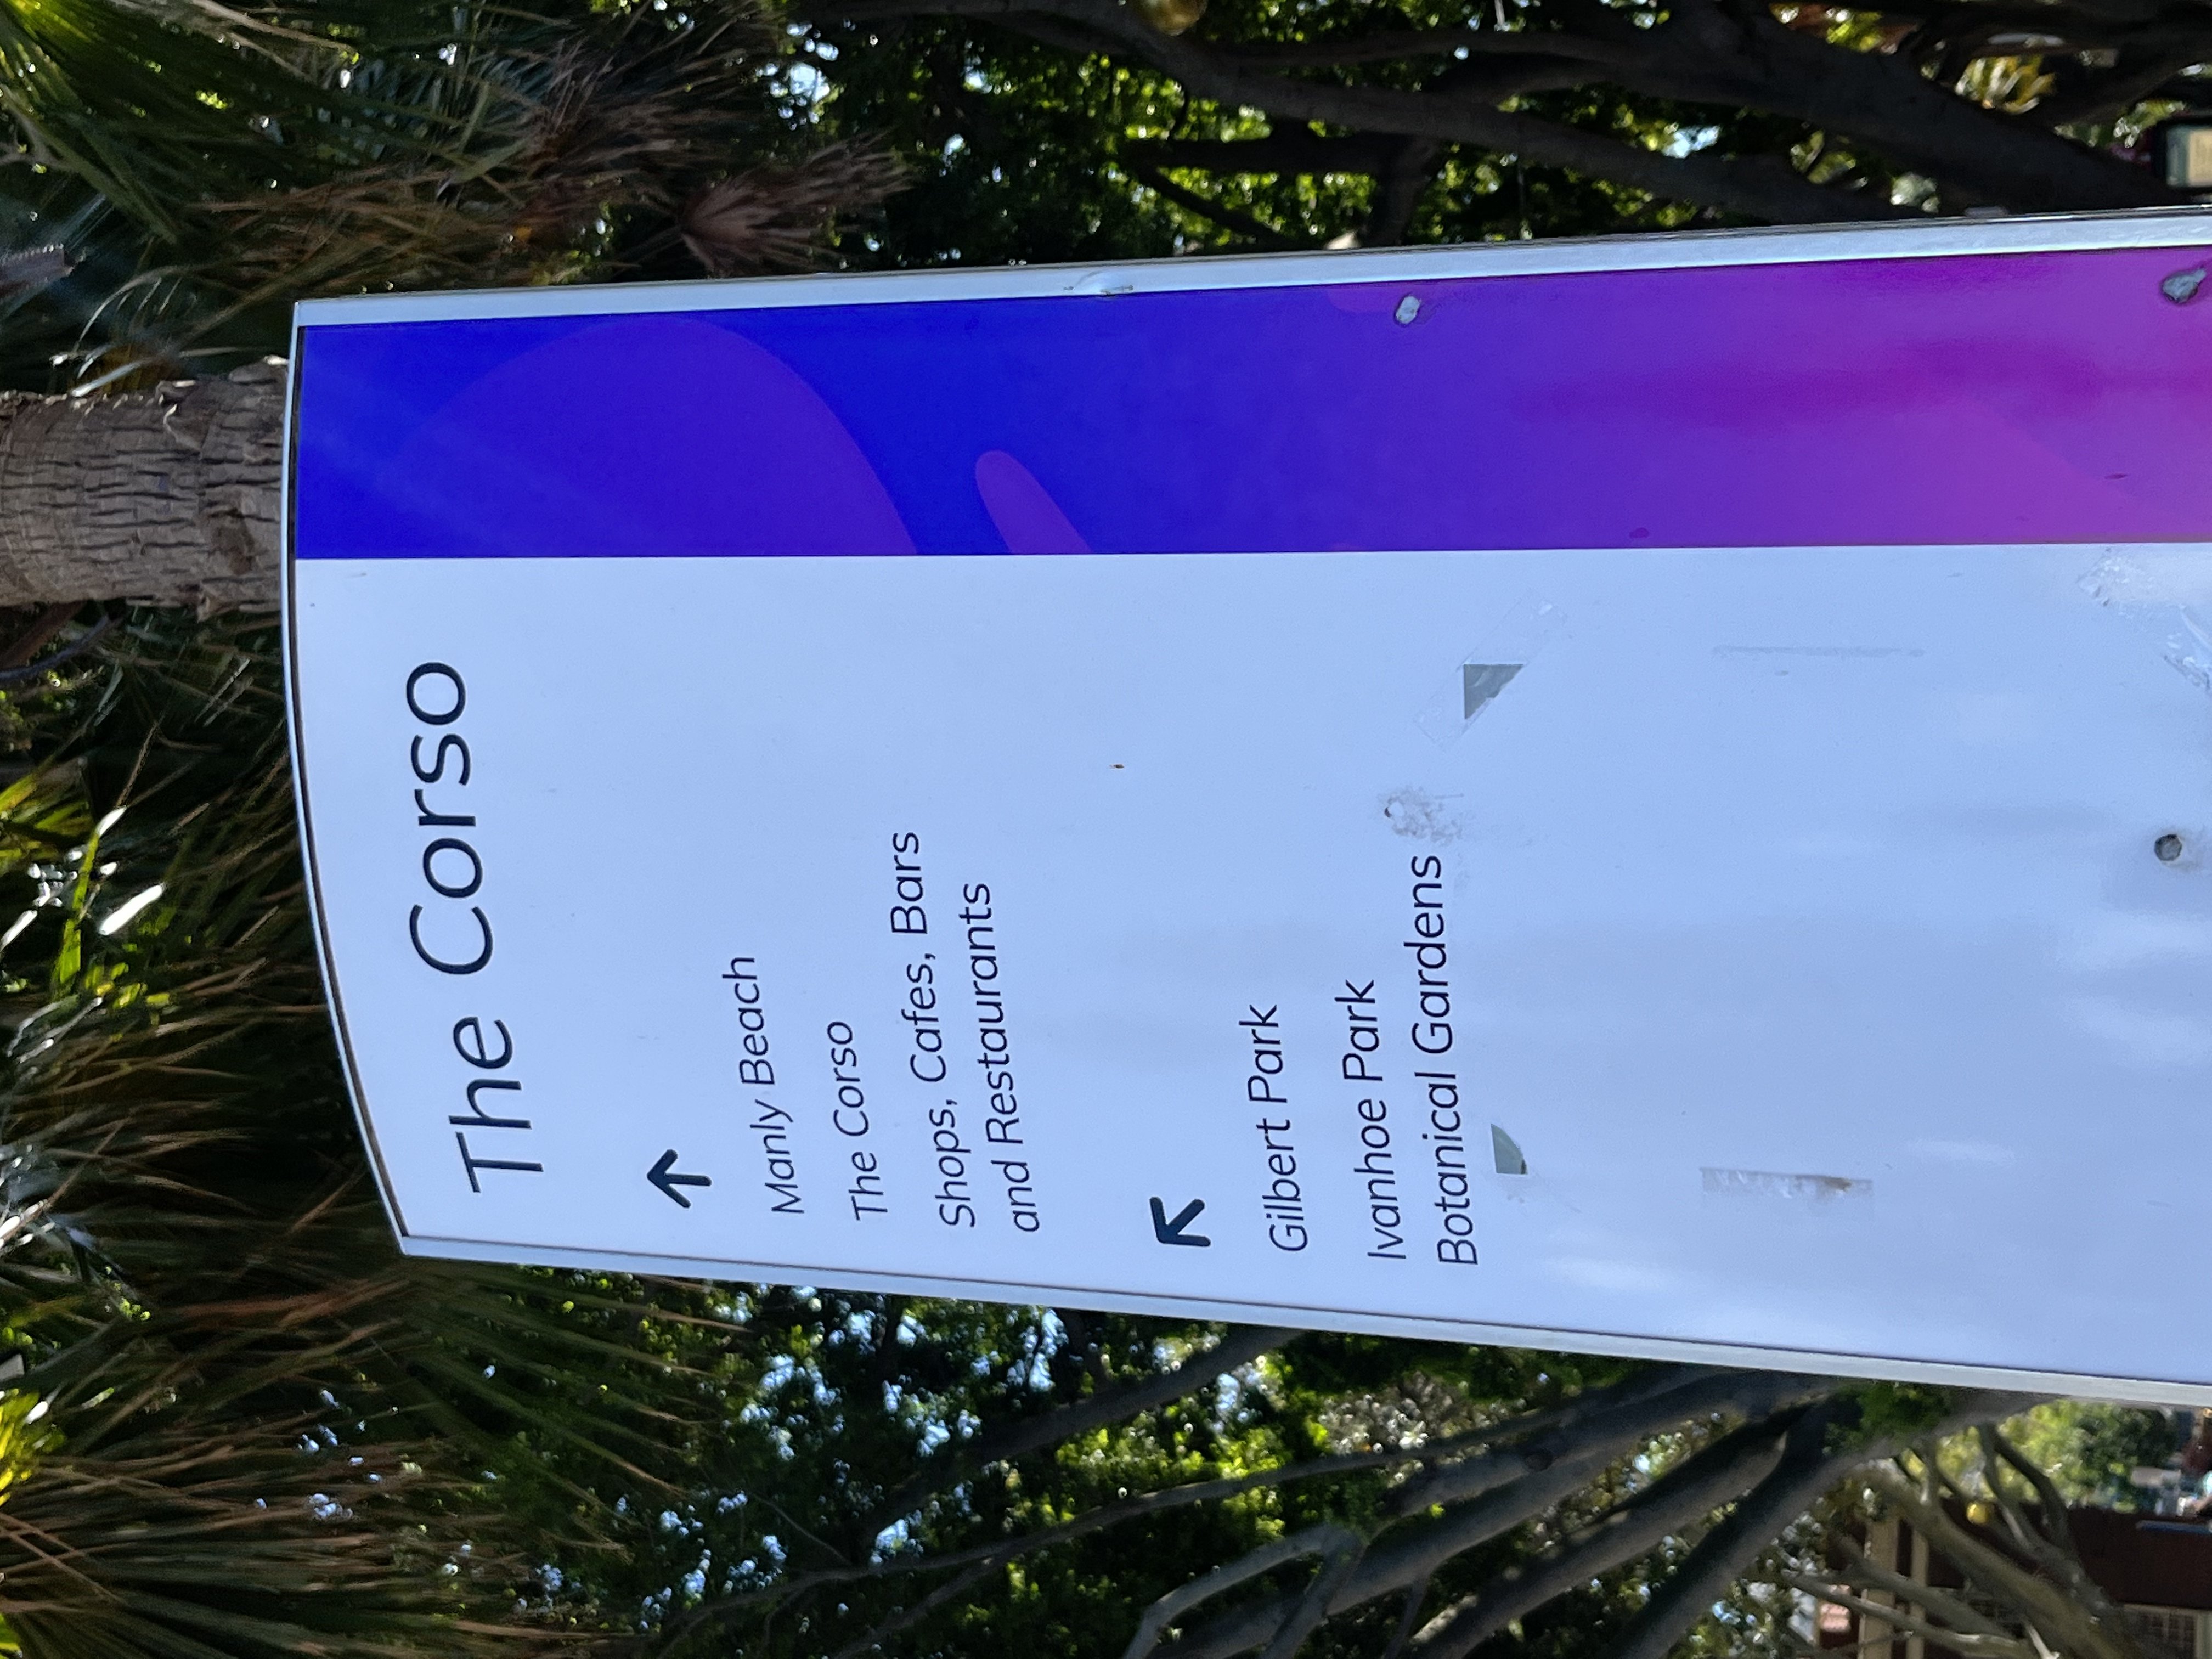 The Corso
Manly Beach
The Corso
Shops, Cafes, Bars
and Restaurants
Gilbert Park
Ivanhoe Park
Botanical Gardens